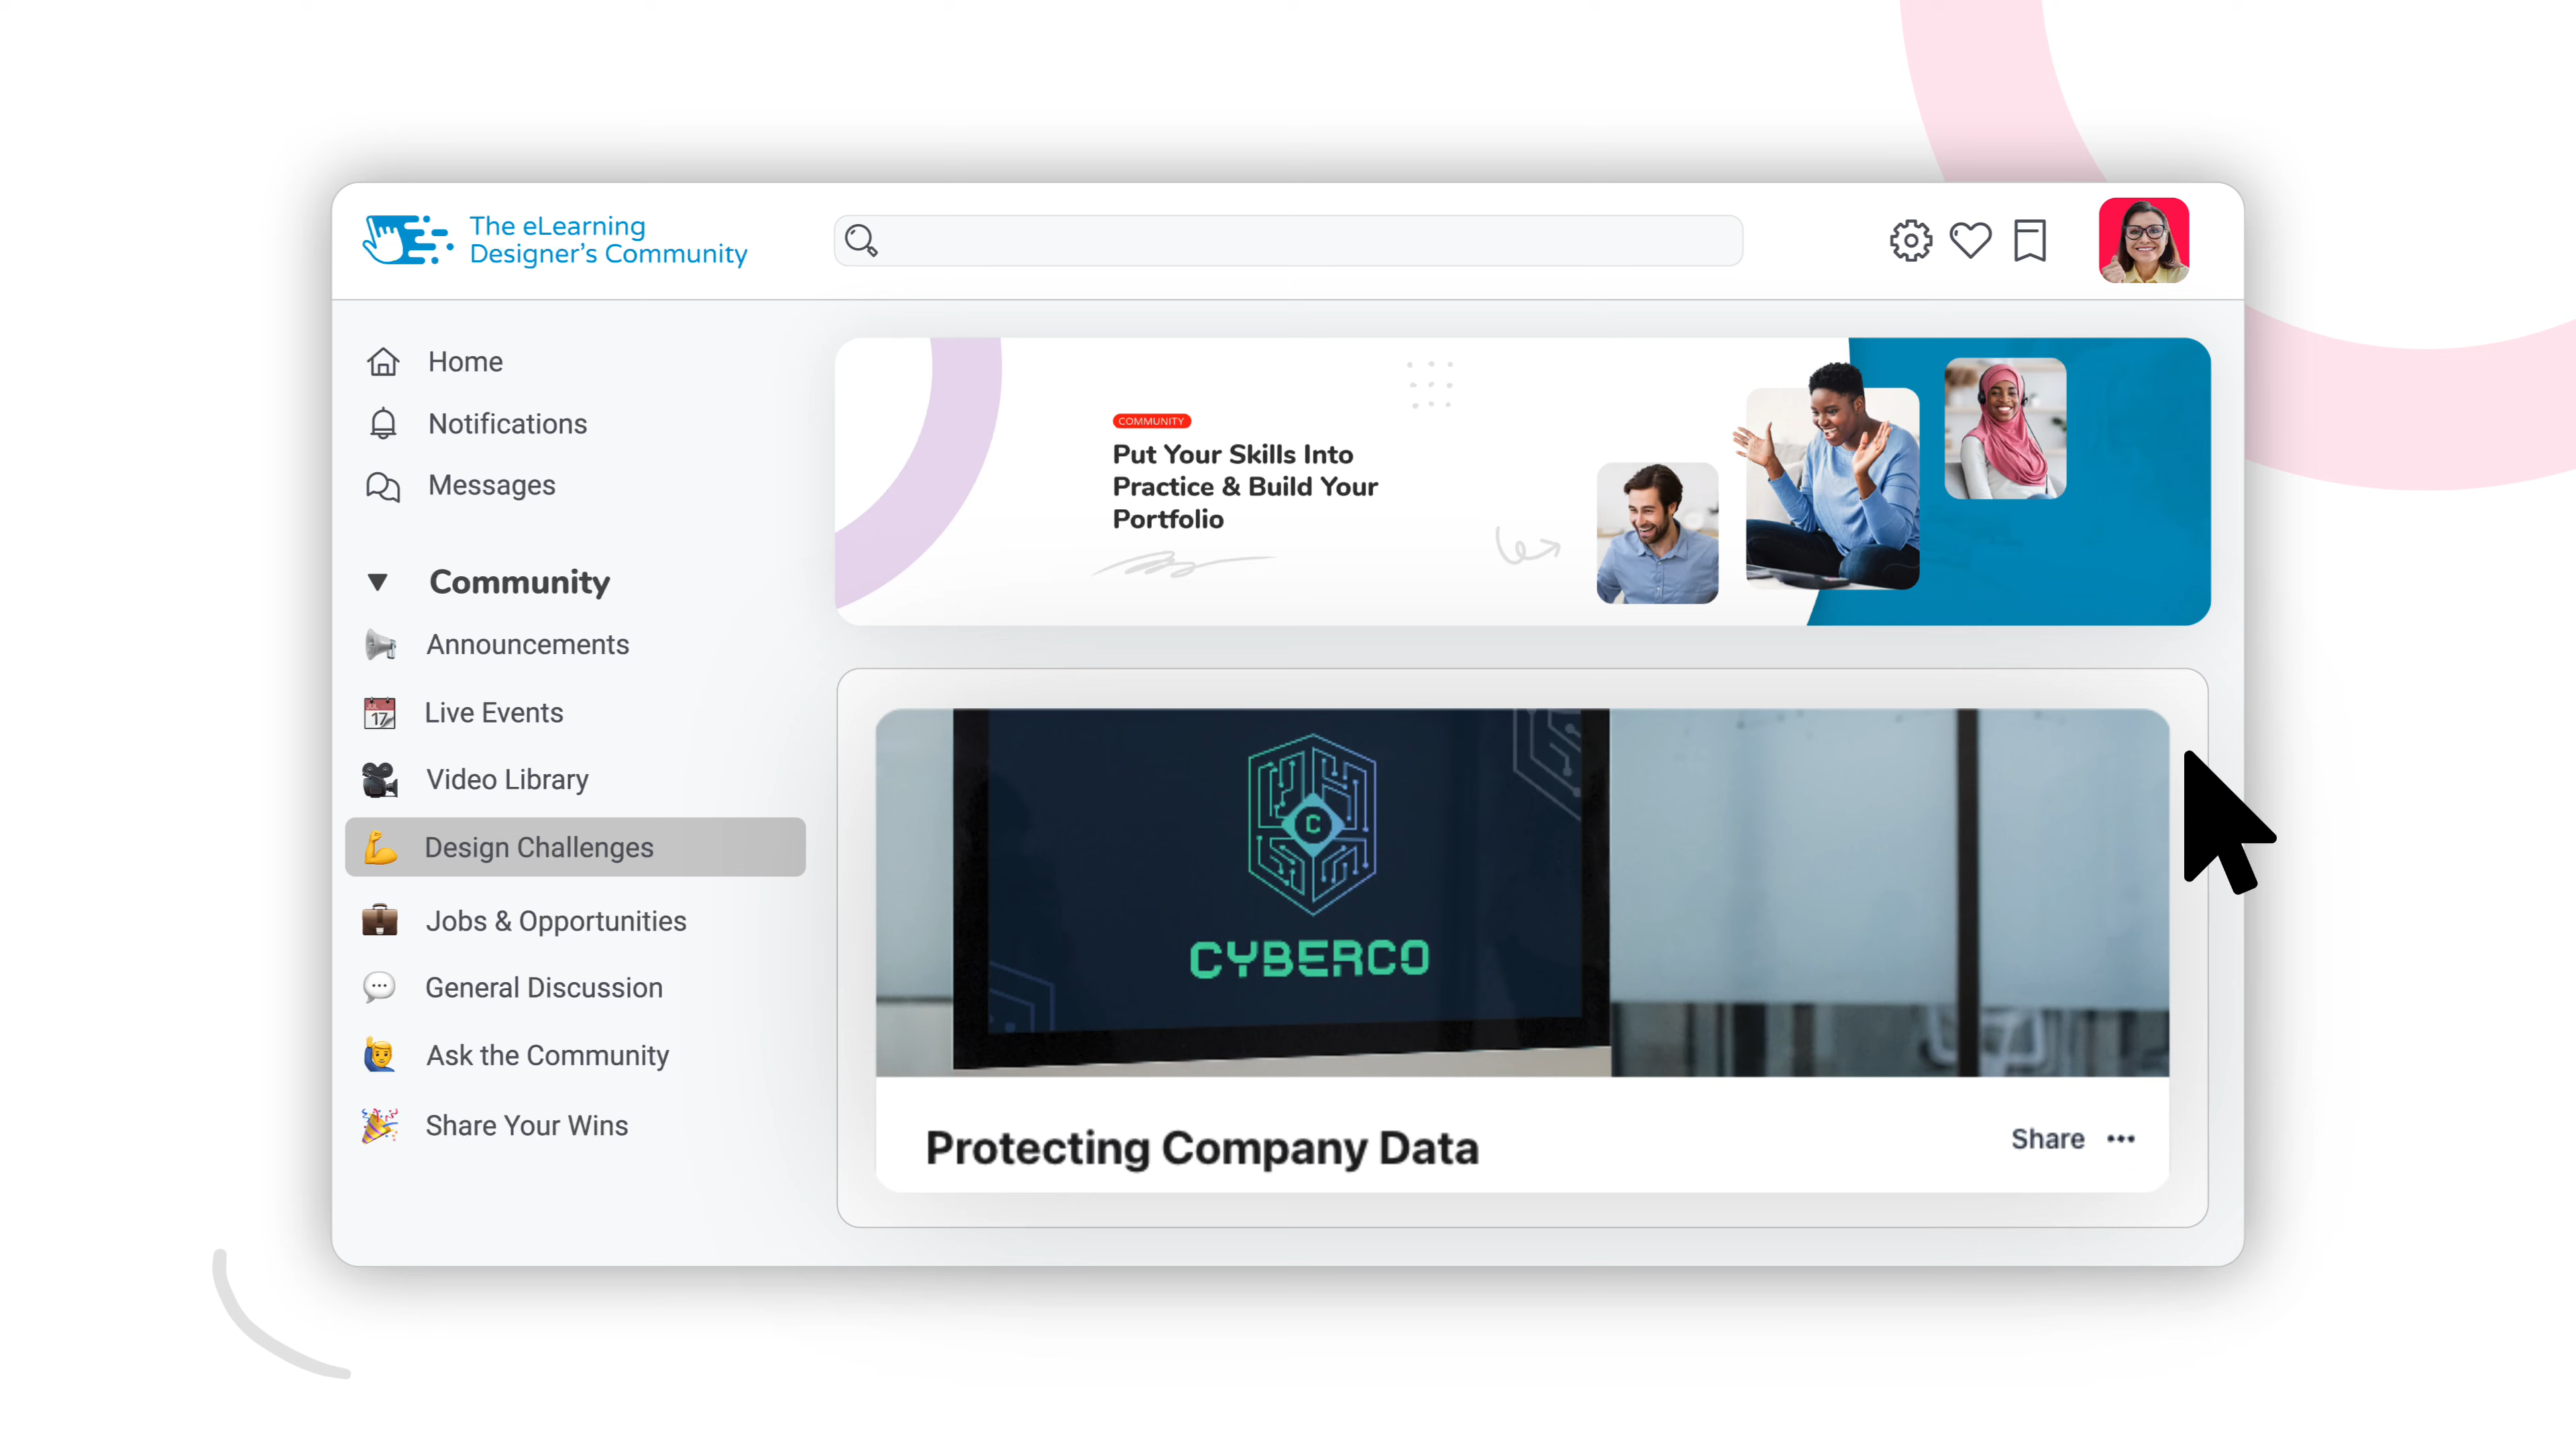 The eLearning
Designer's Community
Home
Notifications
Messages
Community
Announcements
JUL
17
Live Events
Video Library
Design Challenges
Jobs & Opportunities
General Discussion
Ask the Community
Share Your Wins
COMMUNITY
Put Your Skills Into
Practice & Build Your
Portfolio
C
CYBERCO
Protecting Company Data
Share